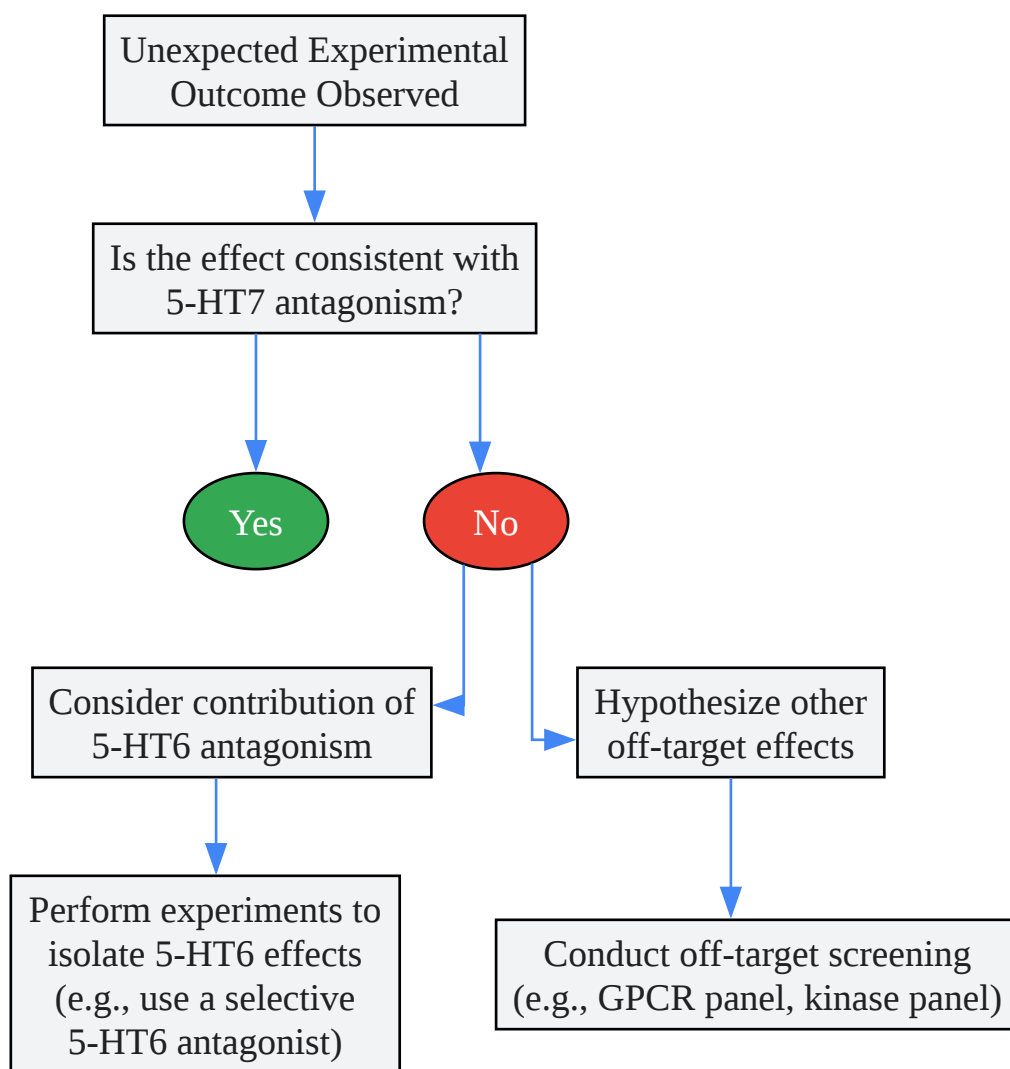 Unexpected Experimental
Outcome Observed
Is the effect consistent with
5-HT7 antagonism?
Yes
No
Consider contribution of
5-HT6 antagonism
Hypothesize other
off-target effects
Perform experiments to
isolate 5-HT6 effects
(e.g., use a selective
5-HT6 antagonist)
Conduct off-target screening
(e.g., GPCR panel, kinase panel)